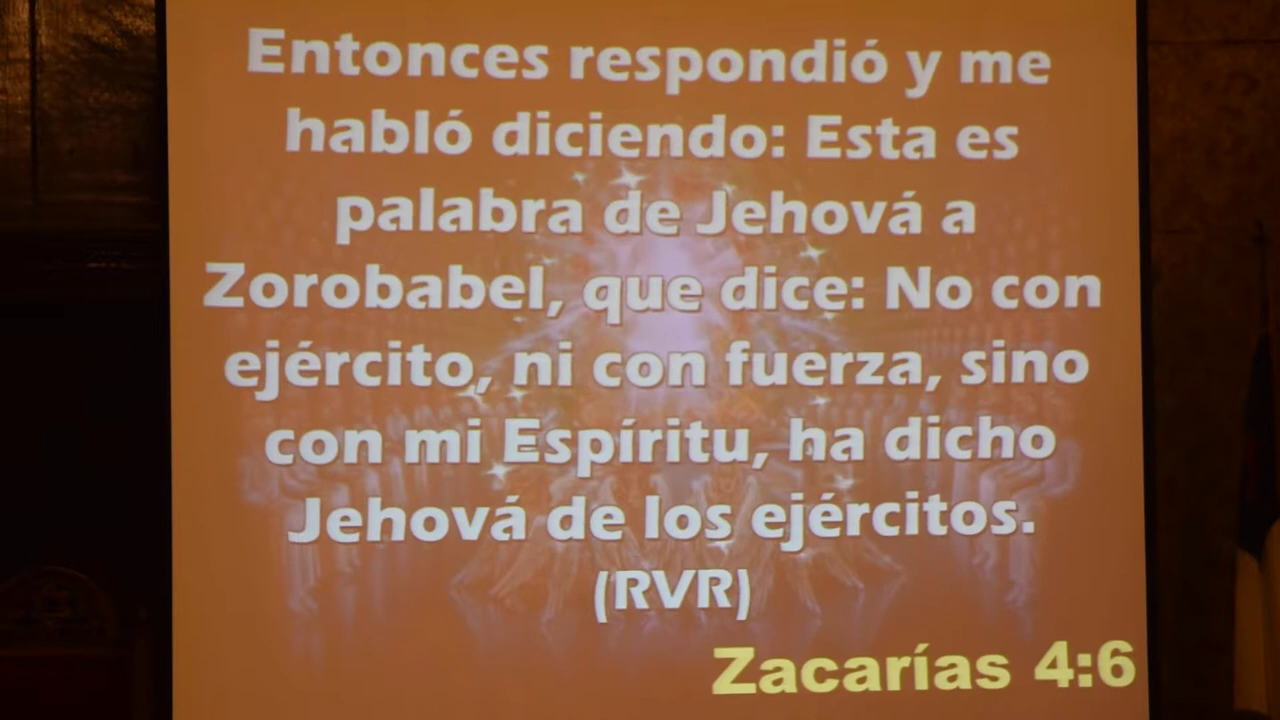 Entonces respondió y me
habló diciendo: Esta es
palabra de Jehová a
Zorobabel, que dice: No con
ejército, ni con fuerza, sino
con mi Espíritu, ha dicho
Jehová de los ejércitos.
(RVR)
Zacarías 4:6